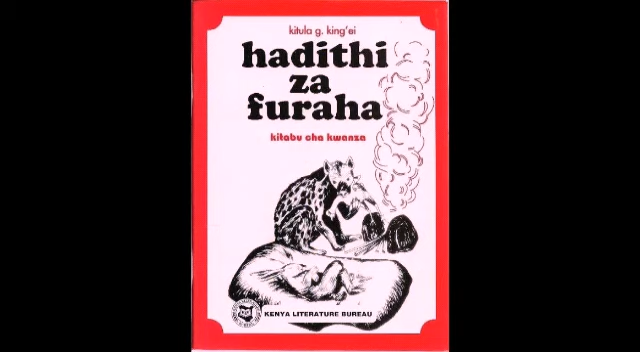 kitula g. king'ei
hadithi
za
furaha
kitabu cha kwanza
KENYA LITERATURE BUREAU